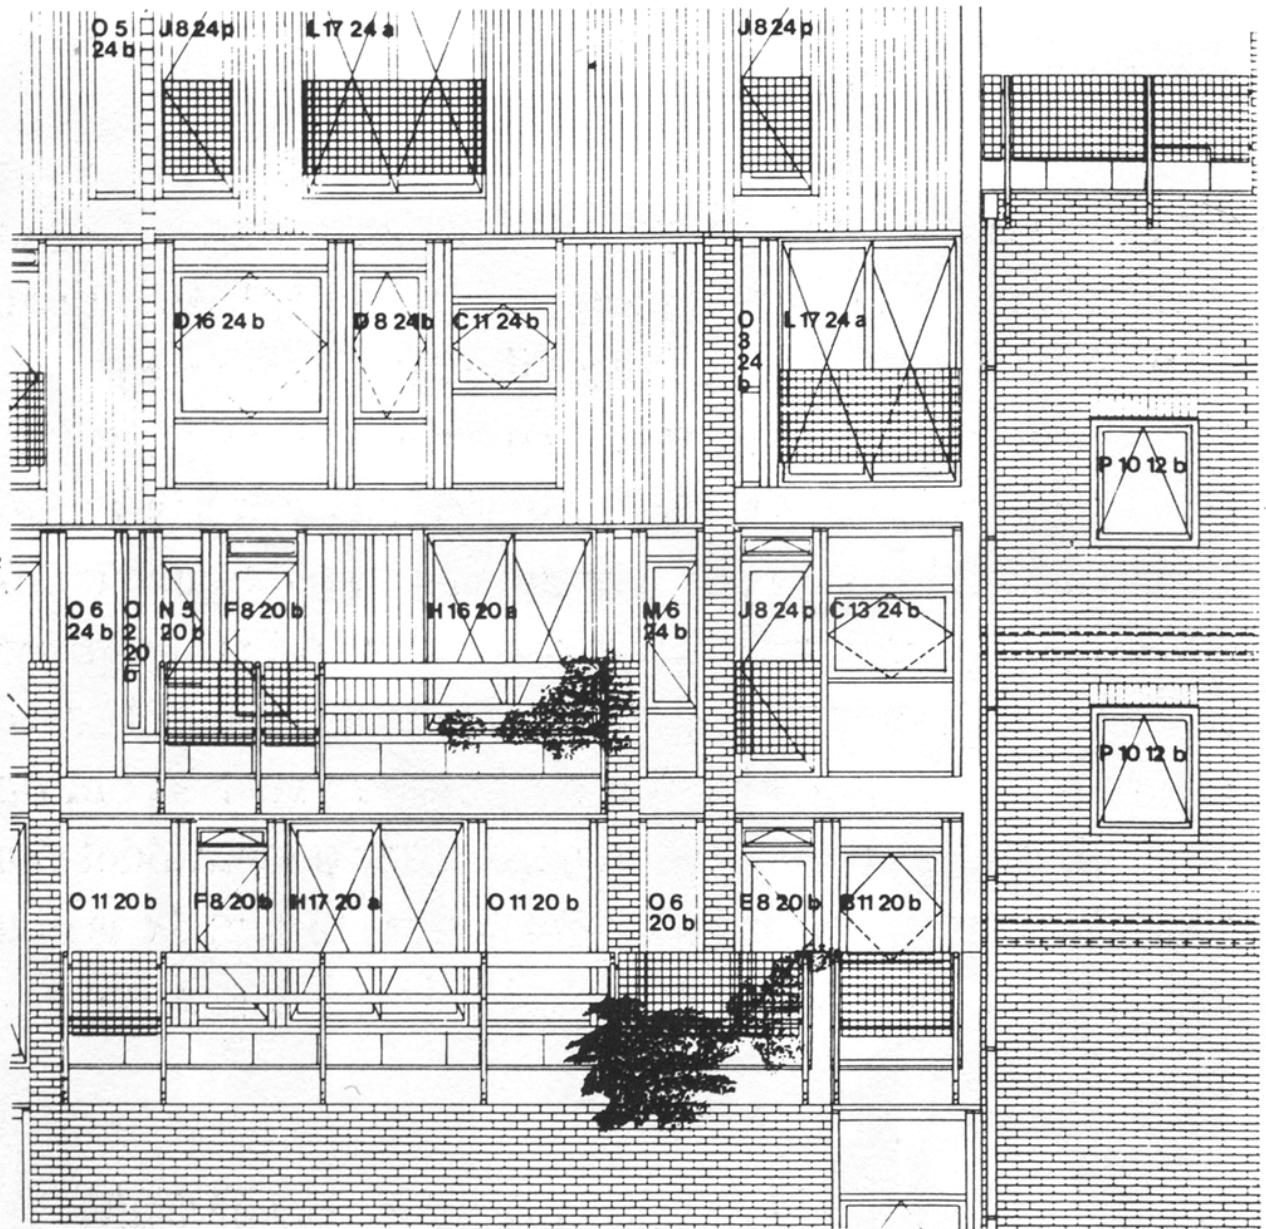 O 5
24 b
J 8 24 p
L 17 24 a
J 8 24 p
D 16 24 b
D 8 24 b
C 11 24 b
O
3
24
b
L 17 24 a
P 10 12 b
O 6
24 b
O
2
20
b
N 5
20 b
F 8 20 b
H 16 20 a
M 6
24 b
J 8 24 p
C 13 24 b
P 10 12 b
O 11 20 b
F 8 20 b
H 17 20 a
O 11 20 b
O 6
20 b
E 8 20 b
B 11 20 b